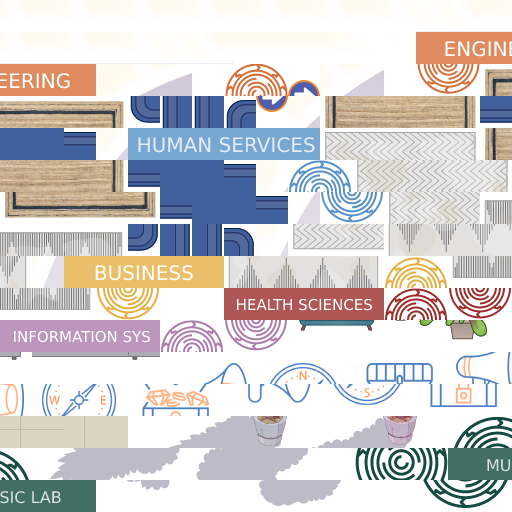 ENGINE
EERING
HUMAN SERVICES
BUSINESS
HEALTH SCIENCES
INFORMATION SYS
N
S
W E
MU
SIC LAB